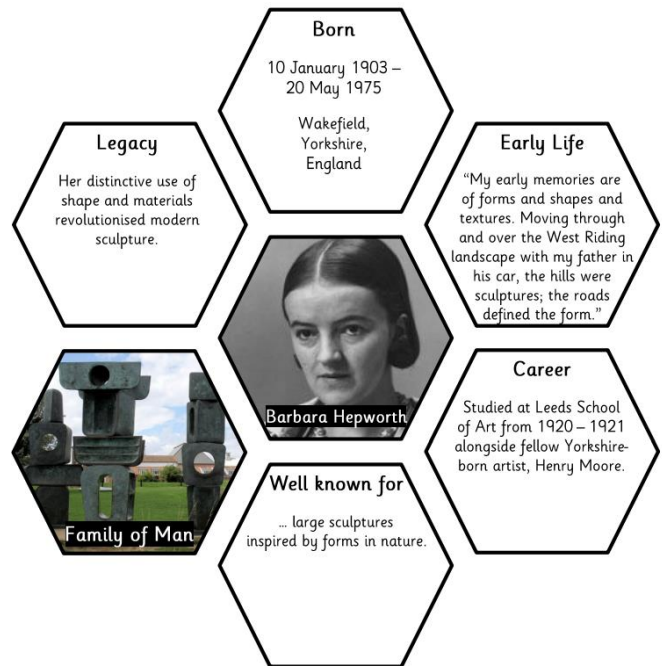 Born
10 January 1903 –
20 May 1975
Wakefield,
Yorkshire,
England
Legacy
Her distinctive use of
shape and materials
revolutionised modern
sculpture.
Early Life
“My early memories are
of forms and shapes and
textures. Moving through
and over the West Riding
landscape with my father in
his car, the hills were
sculptures; the roads
defined the form.”
Barbara Hepworth
Family of Man
Career
Studied at Leeds School
of Art from 1920 – 1921
alongside fellow Yorkshire-
born artist, Henry Moore.
Well known for
... large sculptures
inspired by forms in nature.